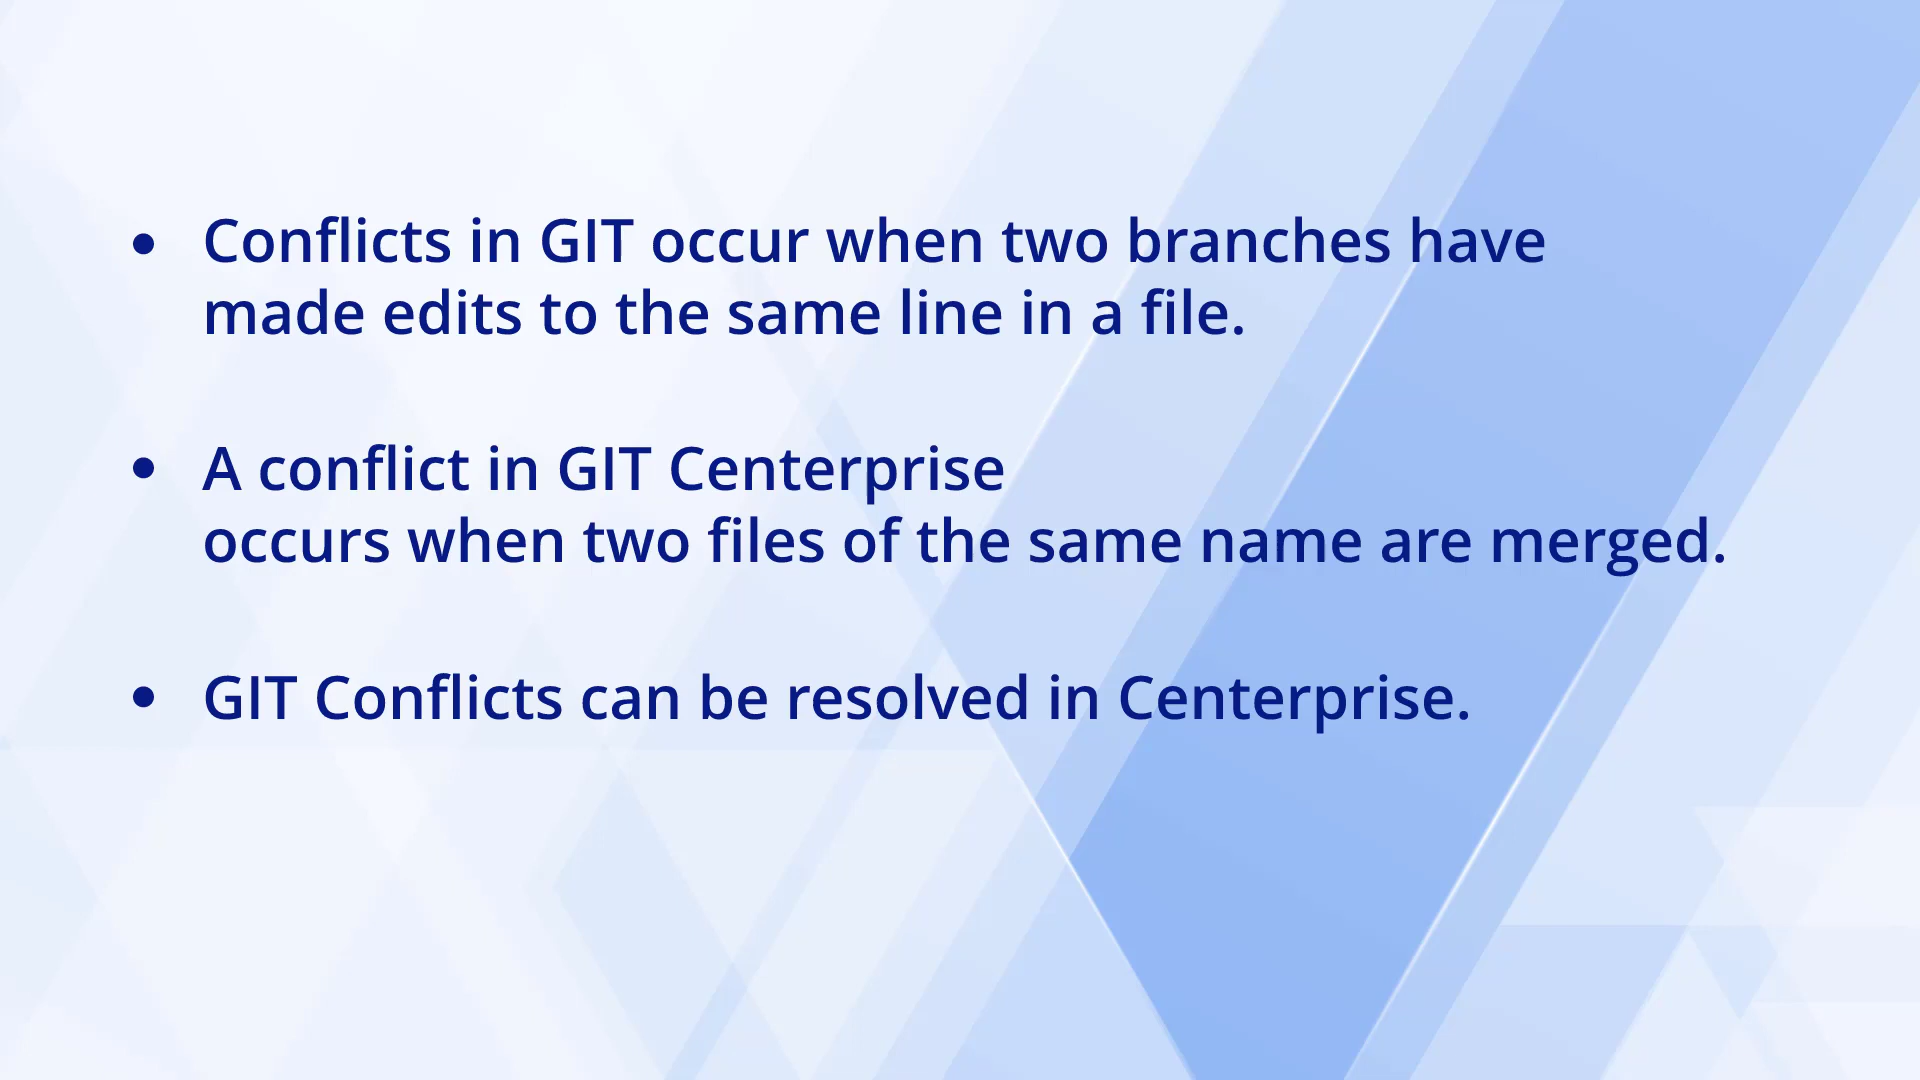 • Conflicts in GIT occur when two branches have
made edits to the same line in a file.
• A conflict in GIT Centerprise
occurs when two files of the same name are merged.
• GIT Conflicts can be resolved in Centerprise.